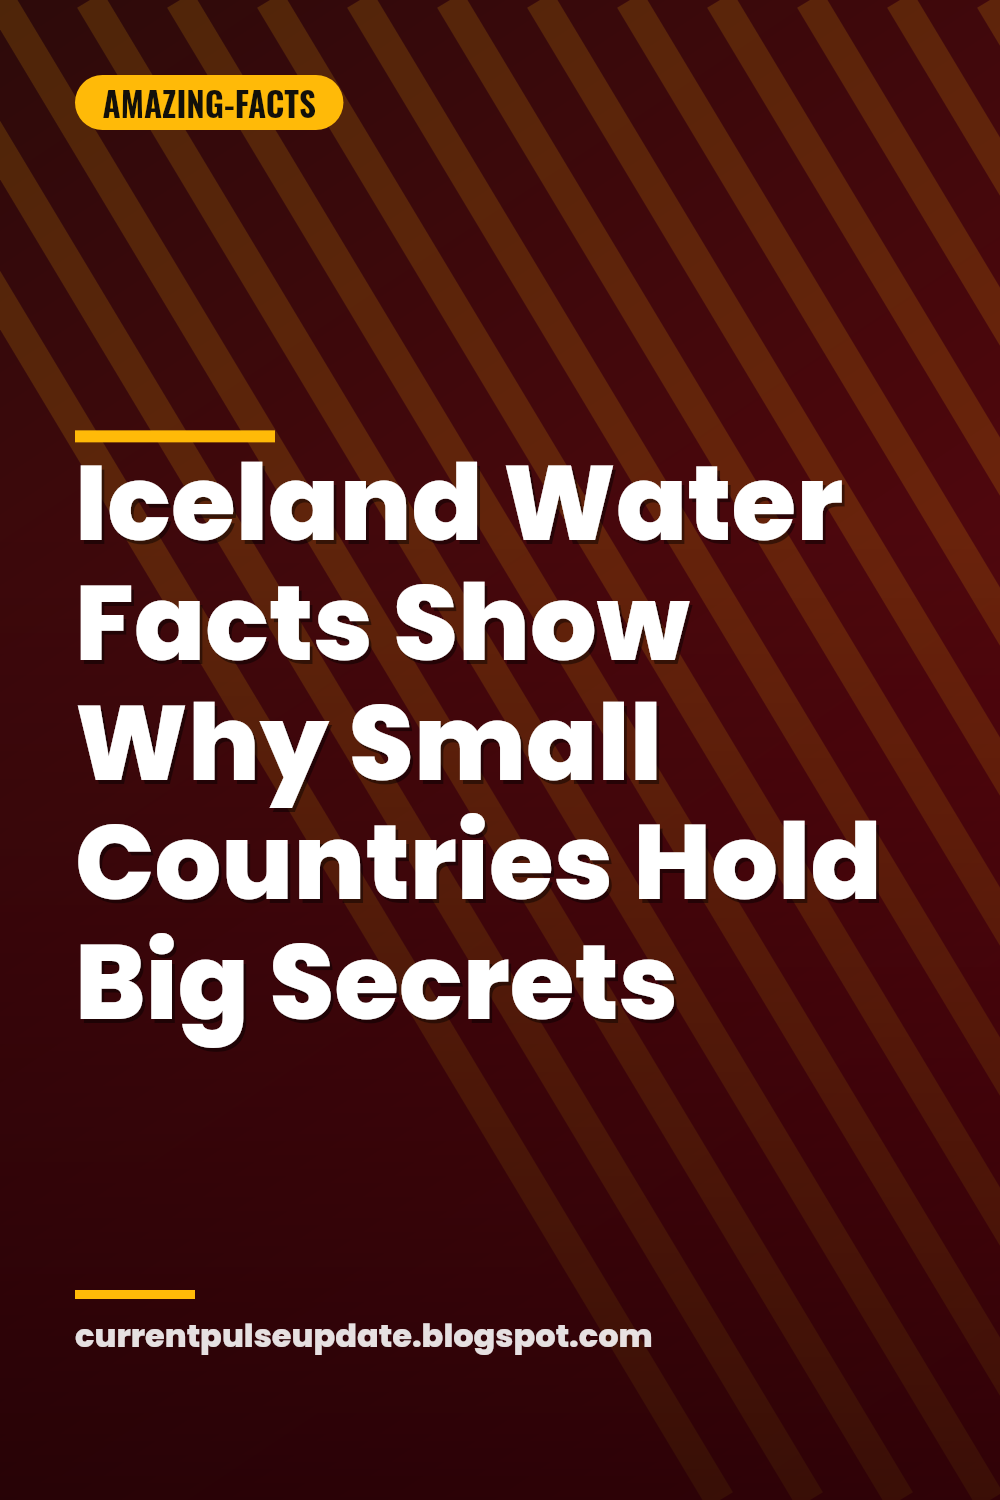 AMAZING-FACTS
Iceland Water
Facts Show
Why Small
Countries Hold
Big Secrets
currentpulseupdate.blogspot.com